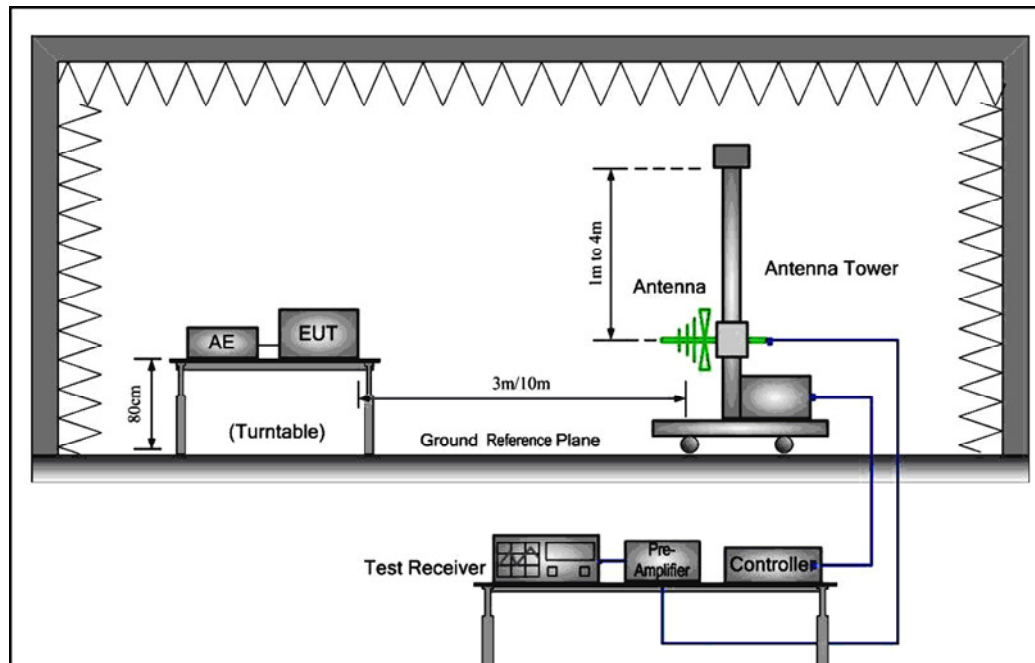 1m to 4m
Antenna Tower
Antenna
AE
EUT
3m/10m
80cm
(Turntable)
Ground Reference Plane
Test Receiver
Pre-
Amplifier
Controller